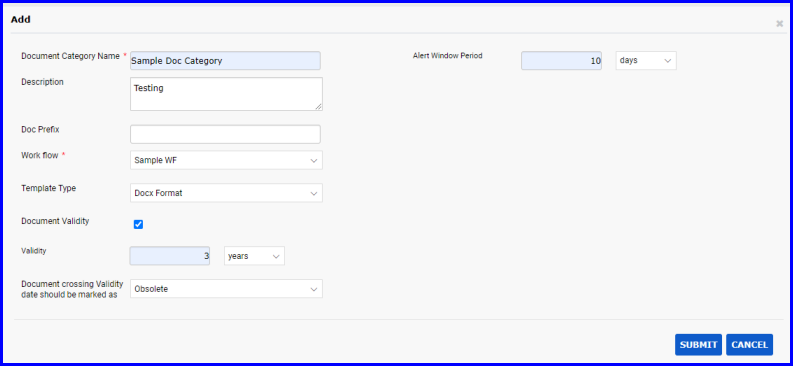 Add
Document Category Name *
Sample Doc Category
Alert Window Period
10
days
Description
Testing
Doc Prefix
Work flow *
Sample WF
Template Type
Docx Format
Document Validity
Validity
3
years
Document crossing Validity
date should be marked as
Obsolete
SUBMIT
CANCEL